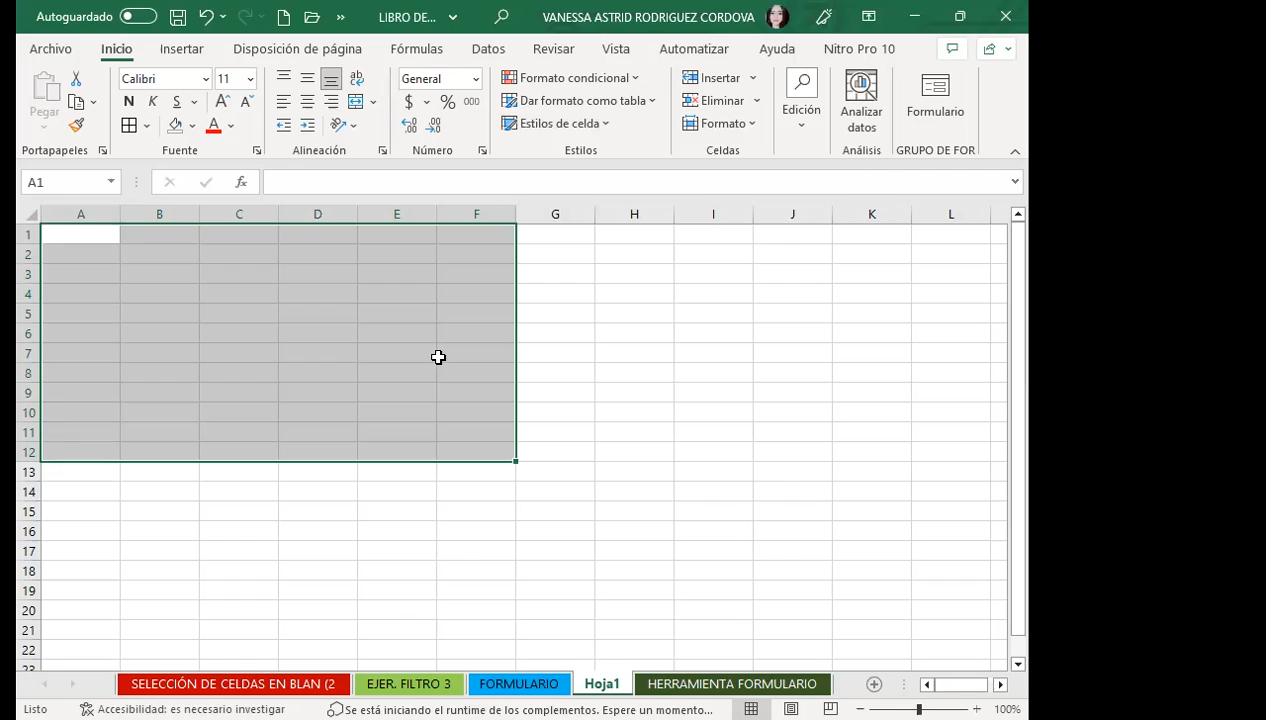 Autoguardado LIBRO DE... VANESSA ASTRID RODRIGUEZ CORDOVA
Archivo Inicio Insertar Disposición de página Fórmulas Datos Revisar Vista Automatizar Ayuda Nitro Pro 10
Pegar
Calibri 11
N K S
A A
A
ab
General
$ % 000
Formato condicional
Dar formato como tabla
Estilos de celda
Insertar
Eliminar
Formato
Edición
Analizar
datos
Formulario
Portapapeles Fuente Alineación Número Estilos Celdas Análisis GRUPO DE FOR
A1 fx
A B C D E F G H I J K L
1
2
3
4
5
6
7
8
9
10
11
12
13
14
15
16
17
18
19
20
21
22
23
SELECCIÓN DE CELDAS EN BLAN (2 EJER. FILTRO 3 FORMULARIO Hoja1 HERRAMIENTA FORMULARIO
Listo Accesibilidad: es necesario investigar Se está iniciando el runtime de los complementos. Espere un momento... 100%